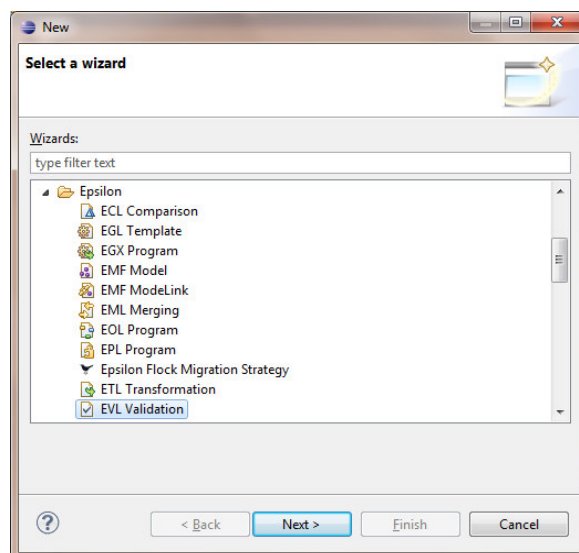 New
Select a wizard
Wizards:
type filter text
Epsilon
ECL Comparison
EGL Template
EGX Program
EMF Model
EMF ModeLink
EML Merging
EOL Program
EPL Program
Epsilon Flock Migration Strategy
ETL Transformation
EVL Validation
? < Back Next > Finish Cancel